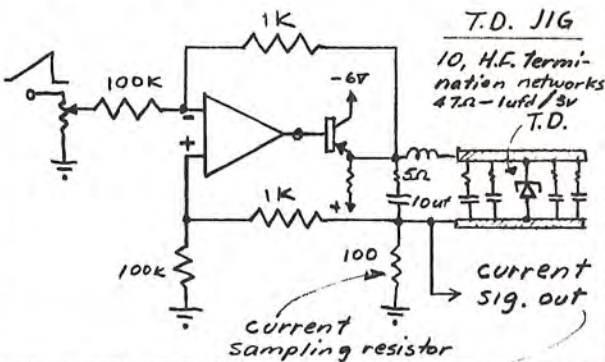 T.D. JIG
10, H.F. Termi-
nation networks
47Ω-1ufd/3v
T.D.
1K
-6V
100K
-
+
5Ω
10uf
+
1K
100K
100
current
sig. out
current
sampling resistor